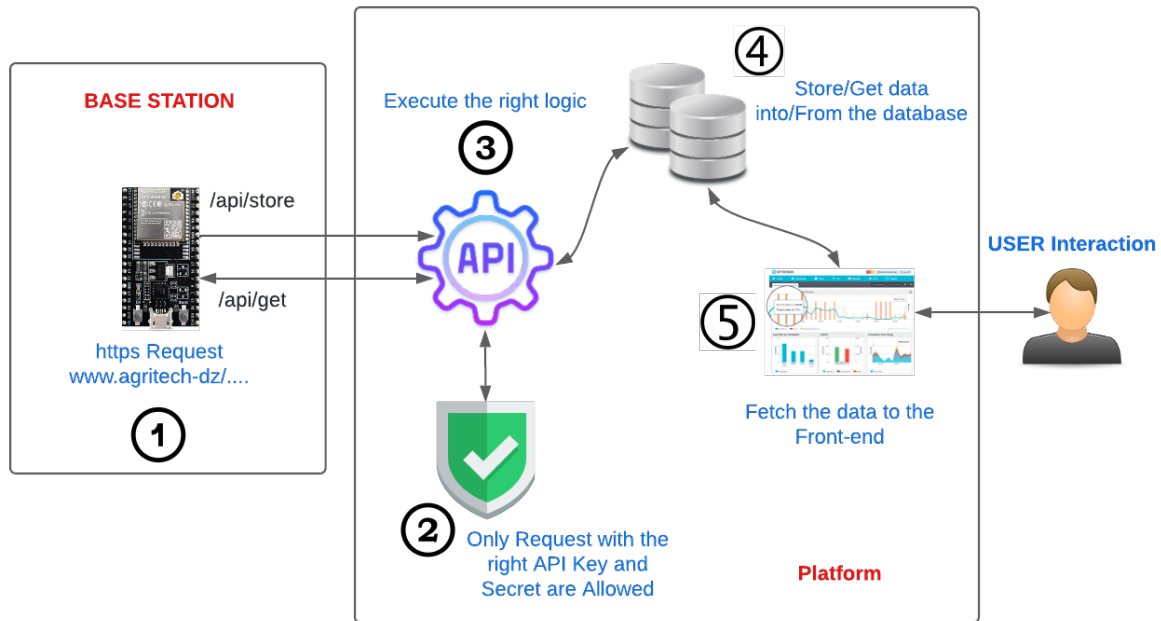 BASE STATION
/api/store
/api/get
https Request
www.agritech-dz/....
1
Execute the right logic
3
API
2
Only Request with the
right API Key and
Secret are Allowed
4
Store/Get data
into/From the database
5
Fetch the data to the
Front-end
Platform
USER Interaction